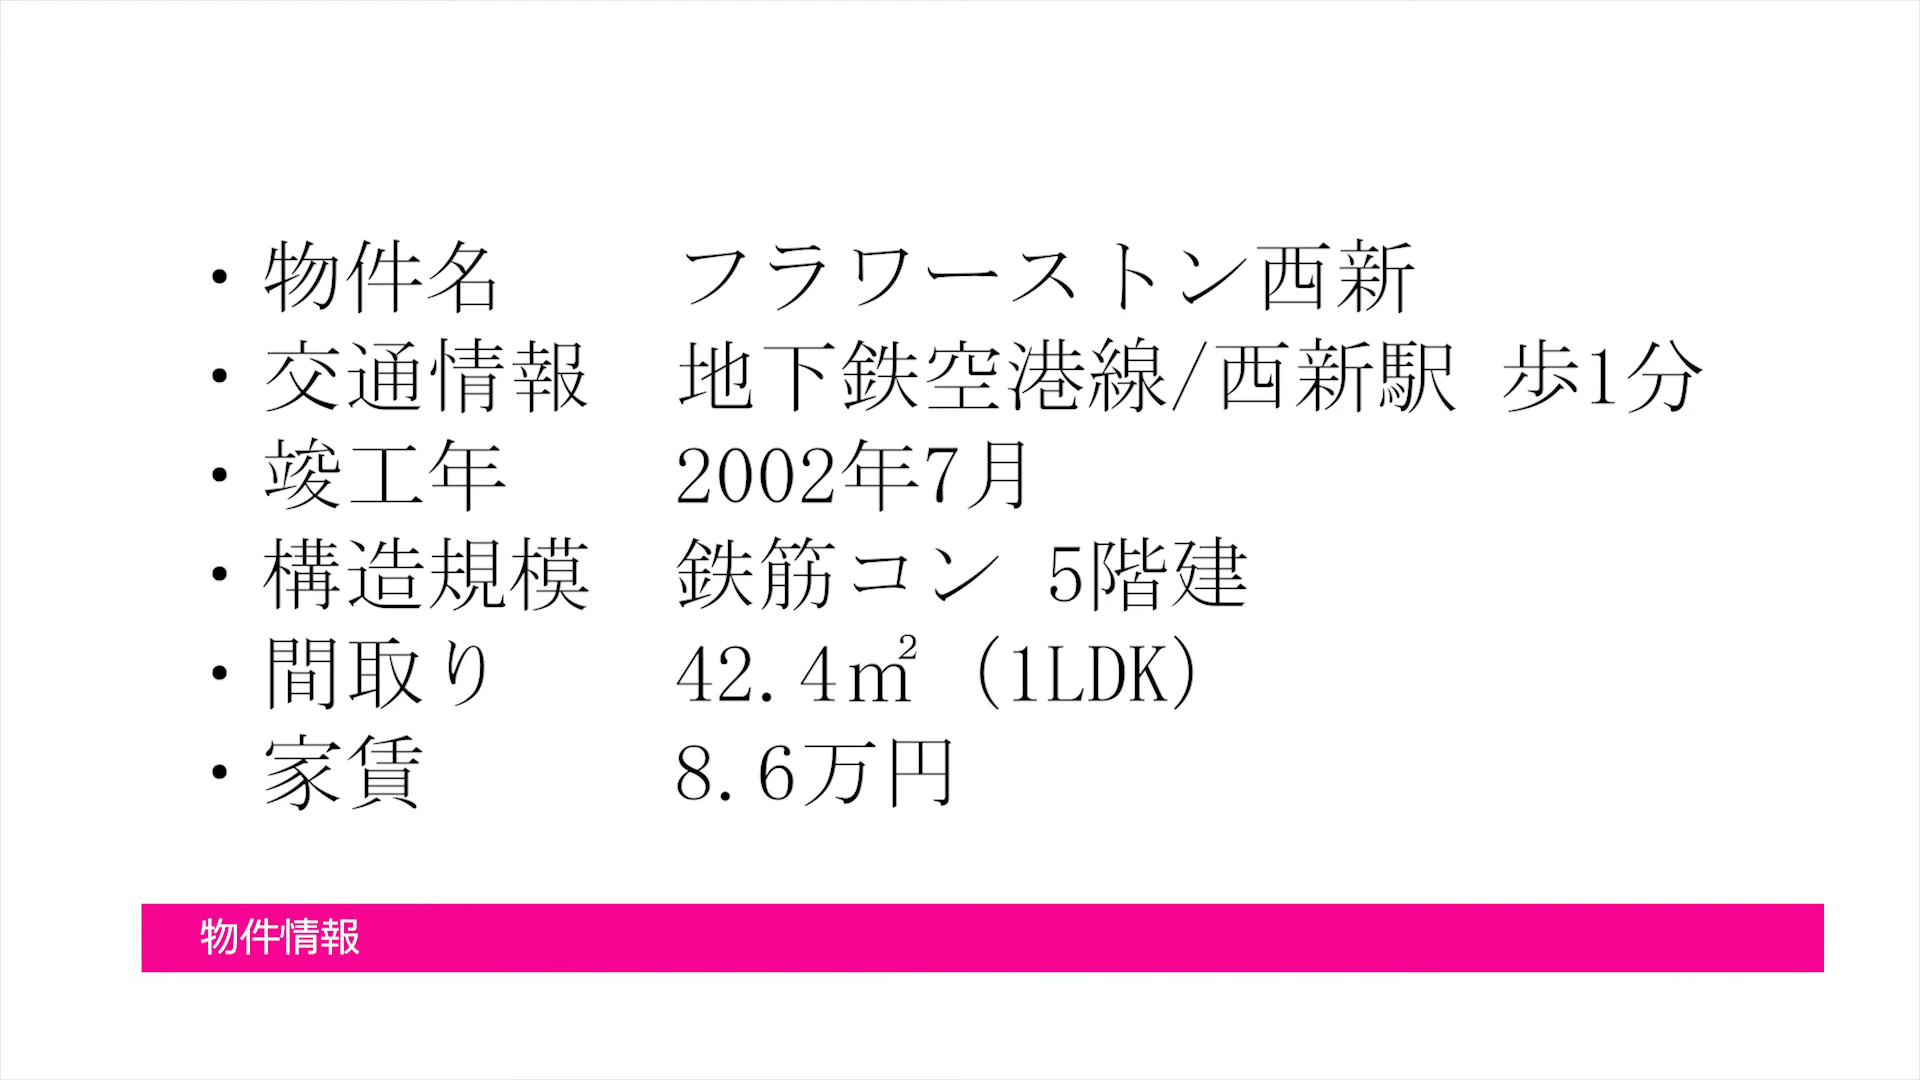 ・物件名　　フラワーストン西新
・交通情報　地下鉄空港線/西新駅 歩1分
・竣工年　　2002年7月
・構造規模　鉄筋コン 5階建
・間取り　　42.4㎡ (1LDK)
・家賃　　　8.6万円
物件情報